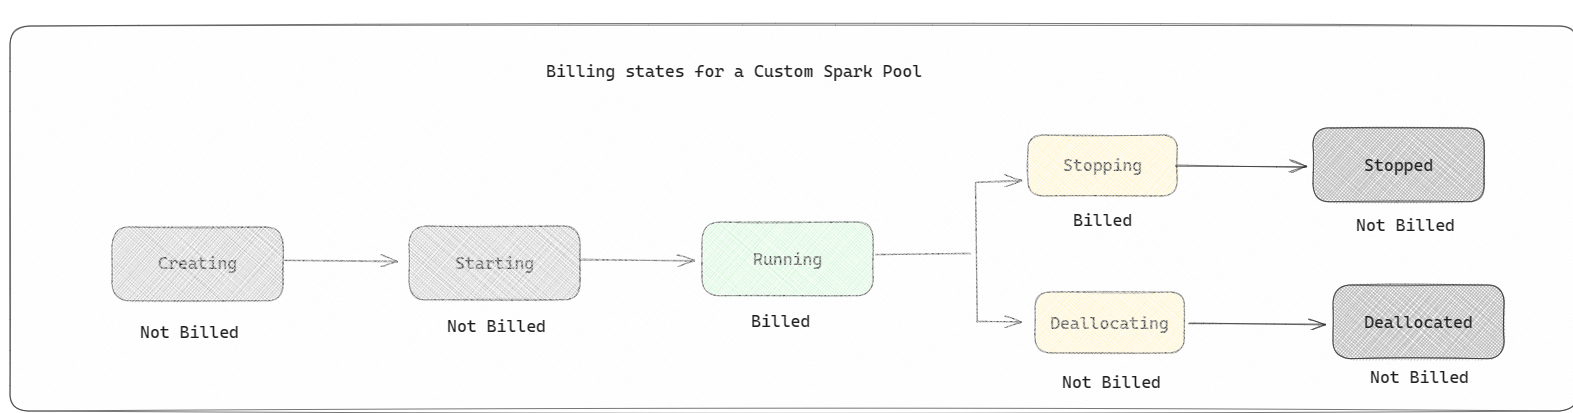 Billing states for a Custom Spark Pool
Creating
Not Billed
Starting
Not Billed
Running
Billed
Stopping
Billed
Stopped
Not Billed
Deallocating
Not Billed
Deallocated
Not Billed